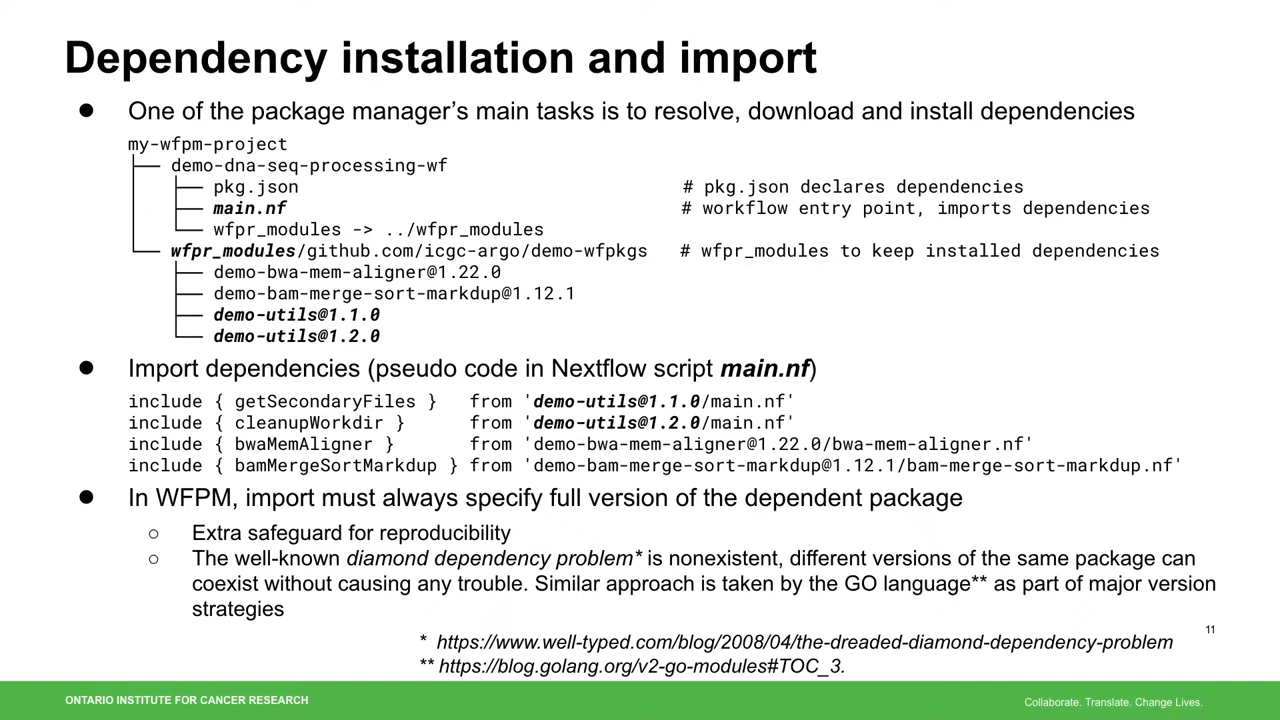 Dependency installation and import
● One of the package manager's main tasks is to resolve, download and install dependencies
my-wfpm-project
├── demo-dna-seq-processing-wf
│   ├── pkg.json # pkg.json declares dependencies
│   ├── main.nf # workflow entry point, imports dependencies
│   └── wfpr_modules -> ../wfpr_modules
└── wfpr_modules/github.com/icgc-argo/demo-wfpkgs # wfpr_modules to keep installed dependencies
    ├── demo-bwa-mem-aligner@1.22.0
    ├── demo-bam-merge-sort-markdup@1.12.1
    ├── demo-utils@1.1.0
    └── demo-utils@1.2.0
● Import dependencies (pseudo code in Nextflow script main.nf)
include { getSecondaryFiles } from 'demo-utils@1.1.0/main.nf'
include { cleanupWorkdir } from 'demo-utils@1.2.0/main.nf'
include { bwaMemAligner } from 'demo-bwa-mem-aligner@1.22.0/bwa-mem-aligner.nf'
include { bamMergeSortMarkdup } from 'demo-bam-merge-sort-markdup@1.12.1/bam-merge-sort-markdup.nf'
● In WFPM, import must always specify full version of the dependent package
○ Extra safeguard for reproducibility
○ The well-known diamond dependency problem* is nonexistent, different versions of the same package can
coexist without causing any trouble. Similar approach is taken by the GO language** as part of major version
strategies
11
* https://www.well-typed.com/blog/2008/04/the-dreaded-diamond-dependency-problem
** https://blog.golang.org/v2-go-modules#TOC_3.
ONTARIO INSTITUTE FOR CANCER RESEARCH
Collaborate. Translate. Change Lives.